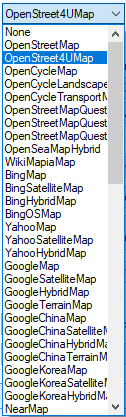 OpenStreet4UMap
None
OpenStreetMap
OpenStreet4UMap
OpenCycleMap
OpenCycleLandscape
OpenCycleTransportM
OpenStreetMapQuest
OpenStreetMapQuest
OpenStreetMapQuest
OpenSeaMapHybrid
WikiMapiaMap
BingMap
BingSatelliteMap
BingHybridMap
BingOSMap
YahooMap
YahooSatelliteMap
YahooHybridMap
GoogleMap
GoogleSatelliteMap
GoogleHybridMap
GoogleTerrainMap
GoogleChinaMap
GoogleChinaSatelliteM
GoogleChinaHybridMa
GoogleChinaTerrainM
GoogleKoreaMap
GoogleKoreaSatelliteM
GoogleKoreaHybridMa
NearMap